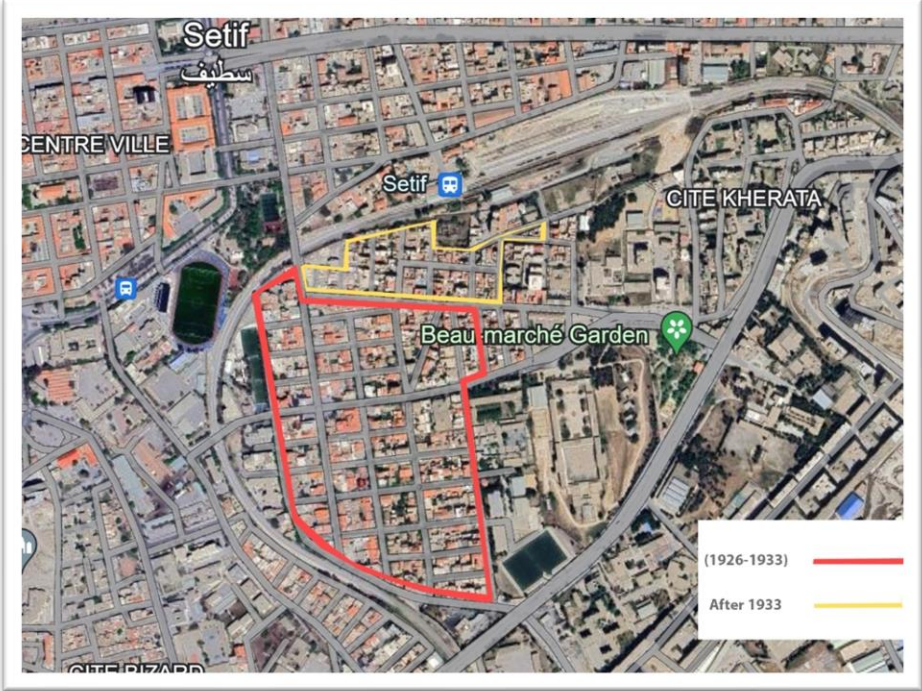 Setif
سطيف
CENTRE VILLE
Setif
CITE KHERATA
Beau marché Garden
(1926-1933)
After 1933
CITE BIZARD